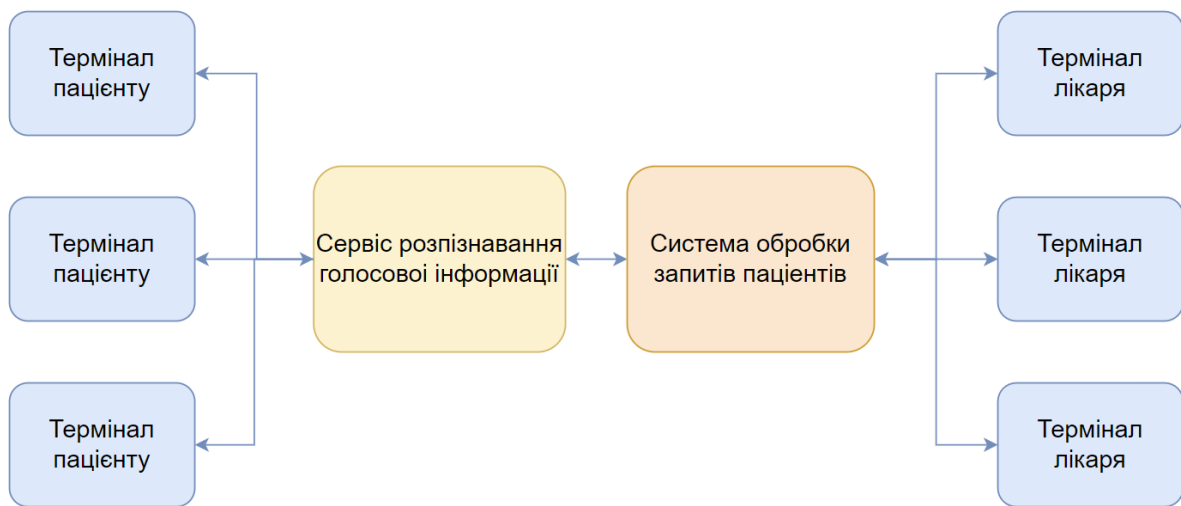 Термінал
пацієнту
Термінал
пацієнту
Термінал
пацієнту
Сервіс розпізнавання
голосової інформації
Система обробки
запитів паціентів
Термінал
лікаря
Термінал
лікаря
Термінал
лікаря